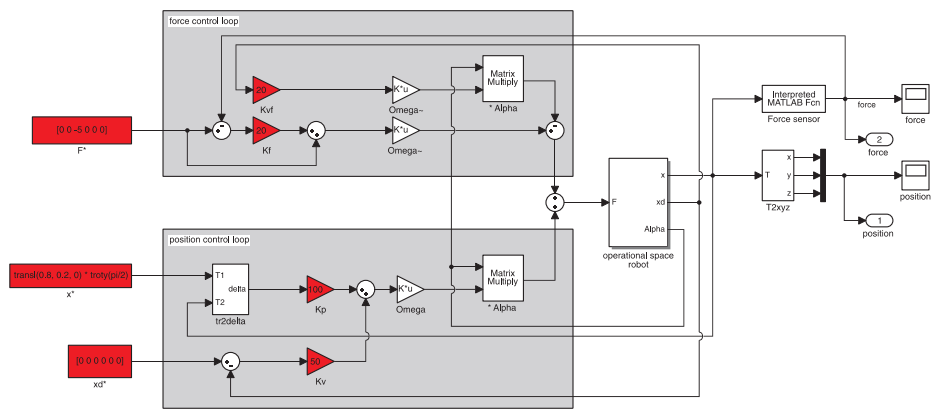 force control loop
20
Kvf
K*u
Omega~
Matrix
Multiply
* Alpha
Interpreted
MATLAB Fcn
Force sensor
force
force
[0 0 -5 0 0 0]
F*
20
Kf
K*u
Omega~
2
force
F
x
xd
Alpha
operational space
robot
T
x
y
z
T2xyz
position
1
position
position control loop
transl(0.8, 0.2, 0) * troty(pi/2)
x*
T1
T2
delta
tr2delta
100
Kp
K*u
Omega
Matrix
Multiply
* Alpha
[0 0 0 0 0 0]
xd*
50
Kv